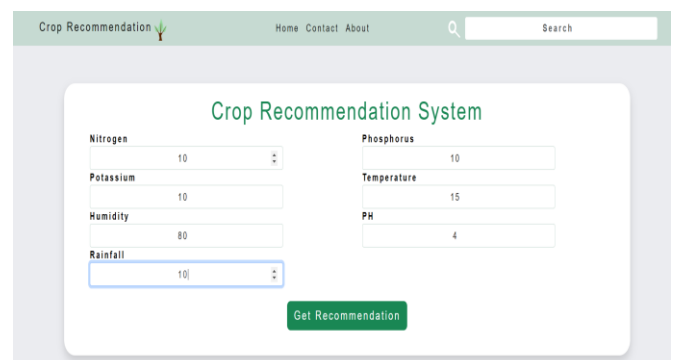 Crop Recommendation Home Contact About Search
Crop Recommendation System
Nitrogen Phosphorus
10 10
Potassium Temperature
10 15
Humidity PH
80 4
Rainfall
10
Get Recommendation